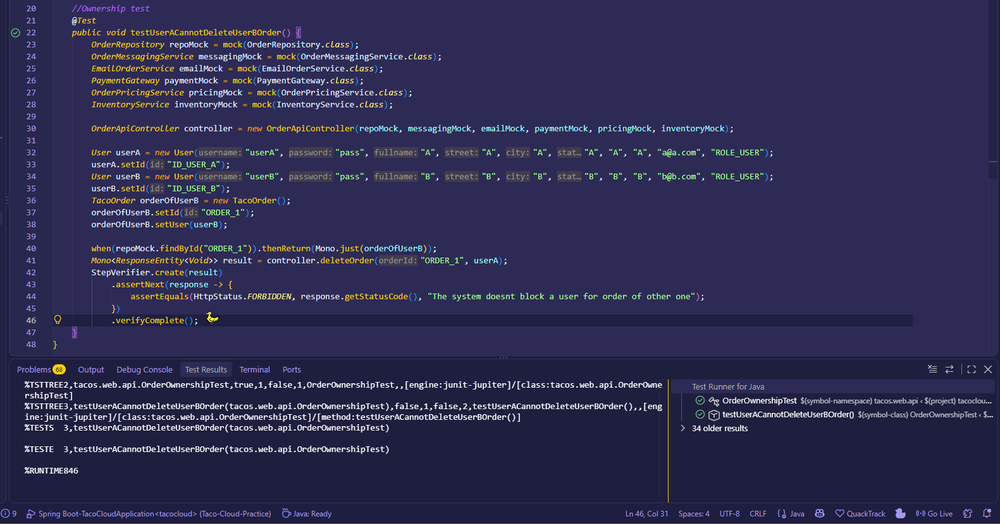 20 //Ownership test
21 @Test
22 public void testUserACannotDeleteUserBOrder() {
23 OrderRepository repoMock = mock(OrderRepository.class);
24 OrderMessagingService messagingMock = mock(OrderMessagingService.class);
25 EmailOrderService emailMock = mock(EmailOrderService.class);
26 PaymentGateway paymentMock = mock(PaymentGateway.class);
27 OrderPricingService pricingMock = mock(OrderPricingService.class);
28 InventoryService inventoryMock = mock(InventoryService.class);
29
30 OrderApiController controller = new OrderApiController(repoMock, messagingMock, emailMock, paymentMock, pricingMock, inventoryMock);
31
32 User userA = new User(username: "userA", password: "pass", fullname: "A", street: "A", city: "A", stat… "A", "A", "A", "a@a.com", "ROLE_USER");
33 userA.setId(id: "ID_USER_A");
34 User userB = new User(username: "userB", password: "pass", fullname: "B", street: "B", city: "B", stat… "B", "B", "B", "b@b.com", "ROLE_USER");
35 userB.setId(id: "ID_USER_B");
36 TacoOrder orderOfUserB = new TacoOrder();
37 orderOfUserB.setId(id: "ORDER_1");
38 orderOfUserB.setUser(userB);
39
40 when(repoMock.findById("ORDER_1")).thenReturn(Mono.just(orderOfUserB));
41 Mono<ResponseEntity<Void>> result = controller.deleteOrder(orderId: "ORDER_1", userA);
42 StepVerifier.create(result)
43 .assertNext(response -> {
44 assertEquals(HttpStatus.FORBIDDEN, response.getStatusCode(), "The system doesnt block a user for order of other one");
45 })
46 .verifyComplete();
47 }
48 }
Problems 68 Output Debug Console Test Results Terminal Ports
%TSTTREE2,tacos.web.api.OrderOwnershipTest,true,1,false,1,OrderOwnershipTest,,[engine:junit-jupiter]/[class:tacos.web.api.OrderOwne
rshipTest]
%TSTTREE3,testUserACannotDeleteUserBOrder(tacos.web.api.OrderOwnershipTest),false,1,false,2,testUserACannotDeleteUserBOrder(),,[eng
ine:junit-jupiter]/[class:tacos.web.api.OrderOwnershipTest]/[method:testUserACannotDeleteUserBOrder()]
%TESTS 3,testUserACannotDeleteUserBOrder(tacos.web.api.OrderOwnershipTest)
%TESTE 3,testUserACannotDeleteUserBOrder(tacos.web.api.OrderOwnershipTest)
%RUNTIME846
Test Runner for Java
OrderOwnershipTest $(symbol-namespace) tacos.web.api < $(project) tacoclou...
testUserACannotDeleteUserBOrder() $(symbol-class) OrderOwnershipTest < $...
34 older results
9 Spring Boot-TacoCloudApplication<tacocloud> (Taco-Cloud-Practice) Java: Ready Ln 46, Col 31 Spaces: 4 UTF-8 CRLF {} Java QuackTrack Go Live